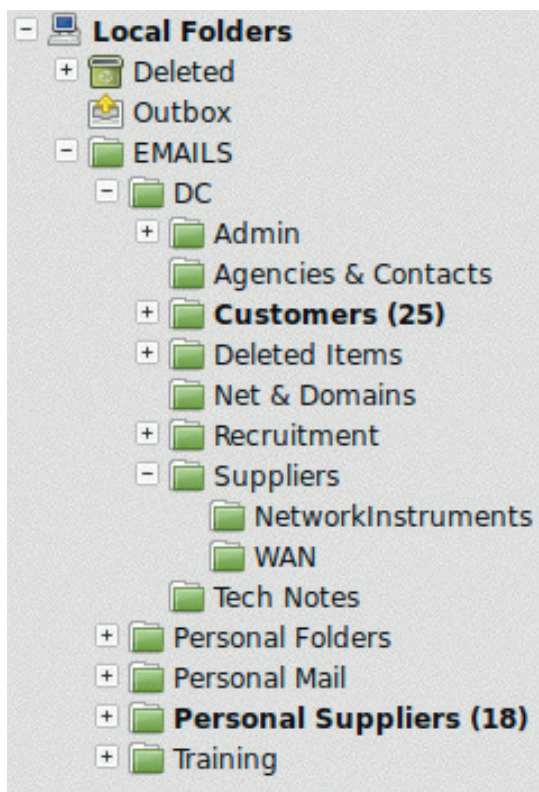 Local Folders
Deleted
Outbox
EMAILS
DC
Admin
Agencies & Contacts
Customers (25)
Deleted Items
Net & Domains
Recruitment
Suppliers
NetworkInstruments
WAN
Tech Notes
Personal Folders
Personal Mail
Personal Suppliers (18)
Training